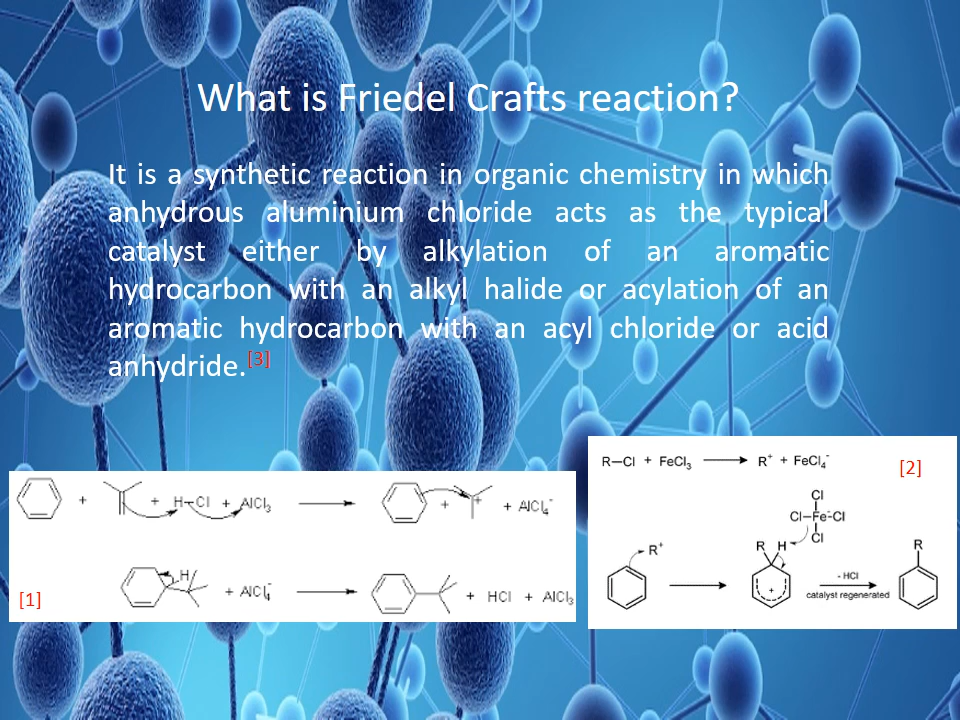 What is Friedel Crafts reaction?
It is a synthetic reaction in organic chemistry in which
anhydrous aluminium chloride acts as the typical
catalyst either by alkylation of an aromatic
hydrocarbon with an alkyl halide or acylation of an
aromatic hydrocarbon with an acyl chloride or acid
anhydride.[3]
+ + H-Cl + AlCl3 + + AlCl4-
H + AlCl4- + HCl + AlCl3
[1]
R—Cl + FeCl3 R+ + FeCl4-
[2]
Cl
Cl—Fe-Cl
Cl
R+
R H
+
- HCl
catalyst regenerated
R